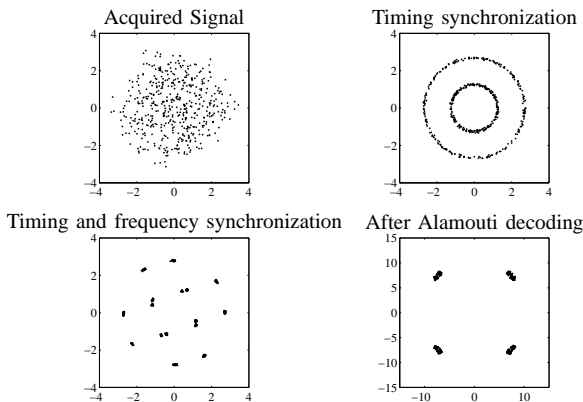 Acquired Signal
4
2
0
−2
−4
−4 −2 0 2 4
Timing synchronization
4
2
0
−2
−4
−4 −2 0 2 4
Timing and frequency synchronization
4
2
0
−2
−4
−4 −2 0 2 4
After Alamouti decoding
15
10
5
0
−5
−10
−15
−10 0 10